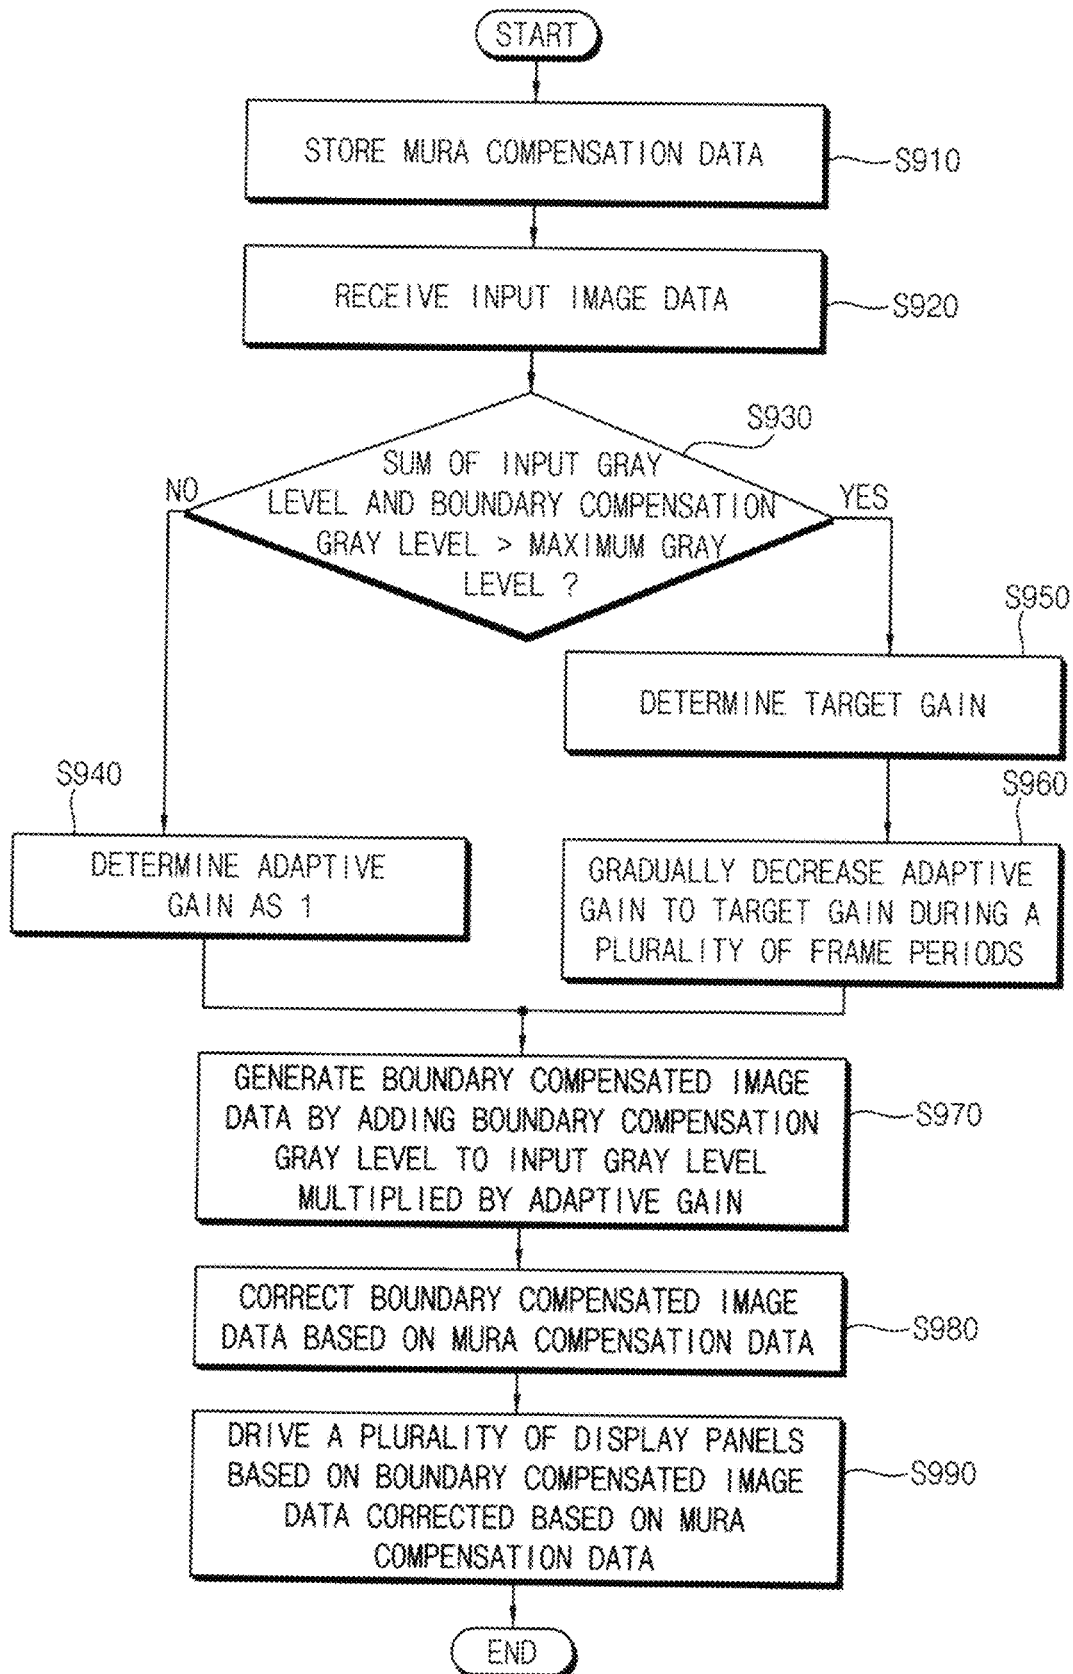 START
STORE MURA COMPENSATION DATA
S910
RECEIVE INPUT IMAGE DATA
S920
S930
SUM OF INPUT GRAY
LEVEL AND BOUNDARY COMPENSATION
GRAY LEVEL > MAXIMUM GRAY
LEVEL ?
NO
YES
S950
DETERMINE TARGET GAIN
S940
DETERMINE ADAPTIVE
GAIN AS 1
S960
GRADUALLY DECREASE ADAPTIVE
GAIN TO TARGET GAIN DURING A
PLURALITY OF FRAME PERIODS
GENERATE BOUNDARY COMPENSATED IMAGE
DATA BY ADDING BOUNDARY COMPENSATION
GRAY LEVEL TO INPUT GRAY LEVEL
MULTIPLIED BY ADAPTIVE GAIN
S970
CORRECT BOUNDARY COMPENSATED IMAGE
DATA BASED ON MURA COMPENSATION DATA
S980
DRIVE A PLURALITY OF DISPLAY PANELS
BASED ON BOUNDARY COMPENSATED IMAGE
DATA CORRECTED BASED ON MURA
COMPENSATION DATA
S990
END